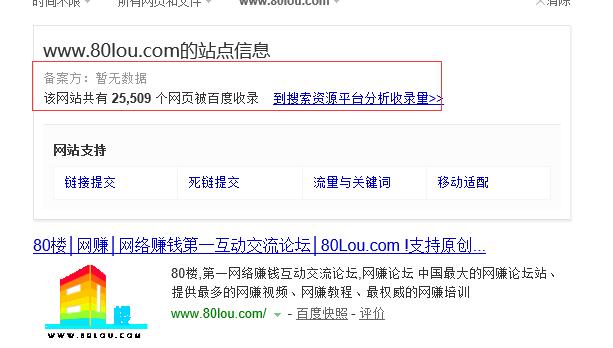 时间不限 所有网页和文件 www.80lou.com 清除
www.80lou.com的站点信息
备案方：暂无数据
该网站共有 25,509 个网页被百度收录 到搜索资源平台分析收录量>>
网站支持
链接提交 死链提交 流量与关键词 移动适配
80楼│网赚│网络赚钱第一互动交流论坛│80Lou.com !支持原创...
80楼,第一网络赚钱互动交流论坛,网赚论坛 中国最大的网赚论坛站、
提供最多的网赚视频、网赚教程、最权威的网赚培训
www.80lou.com/ - 百度快照 - 评价
楼
www.80LOU.COM